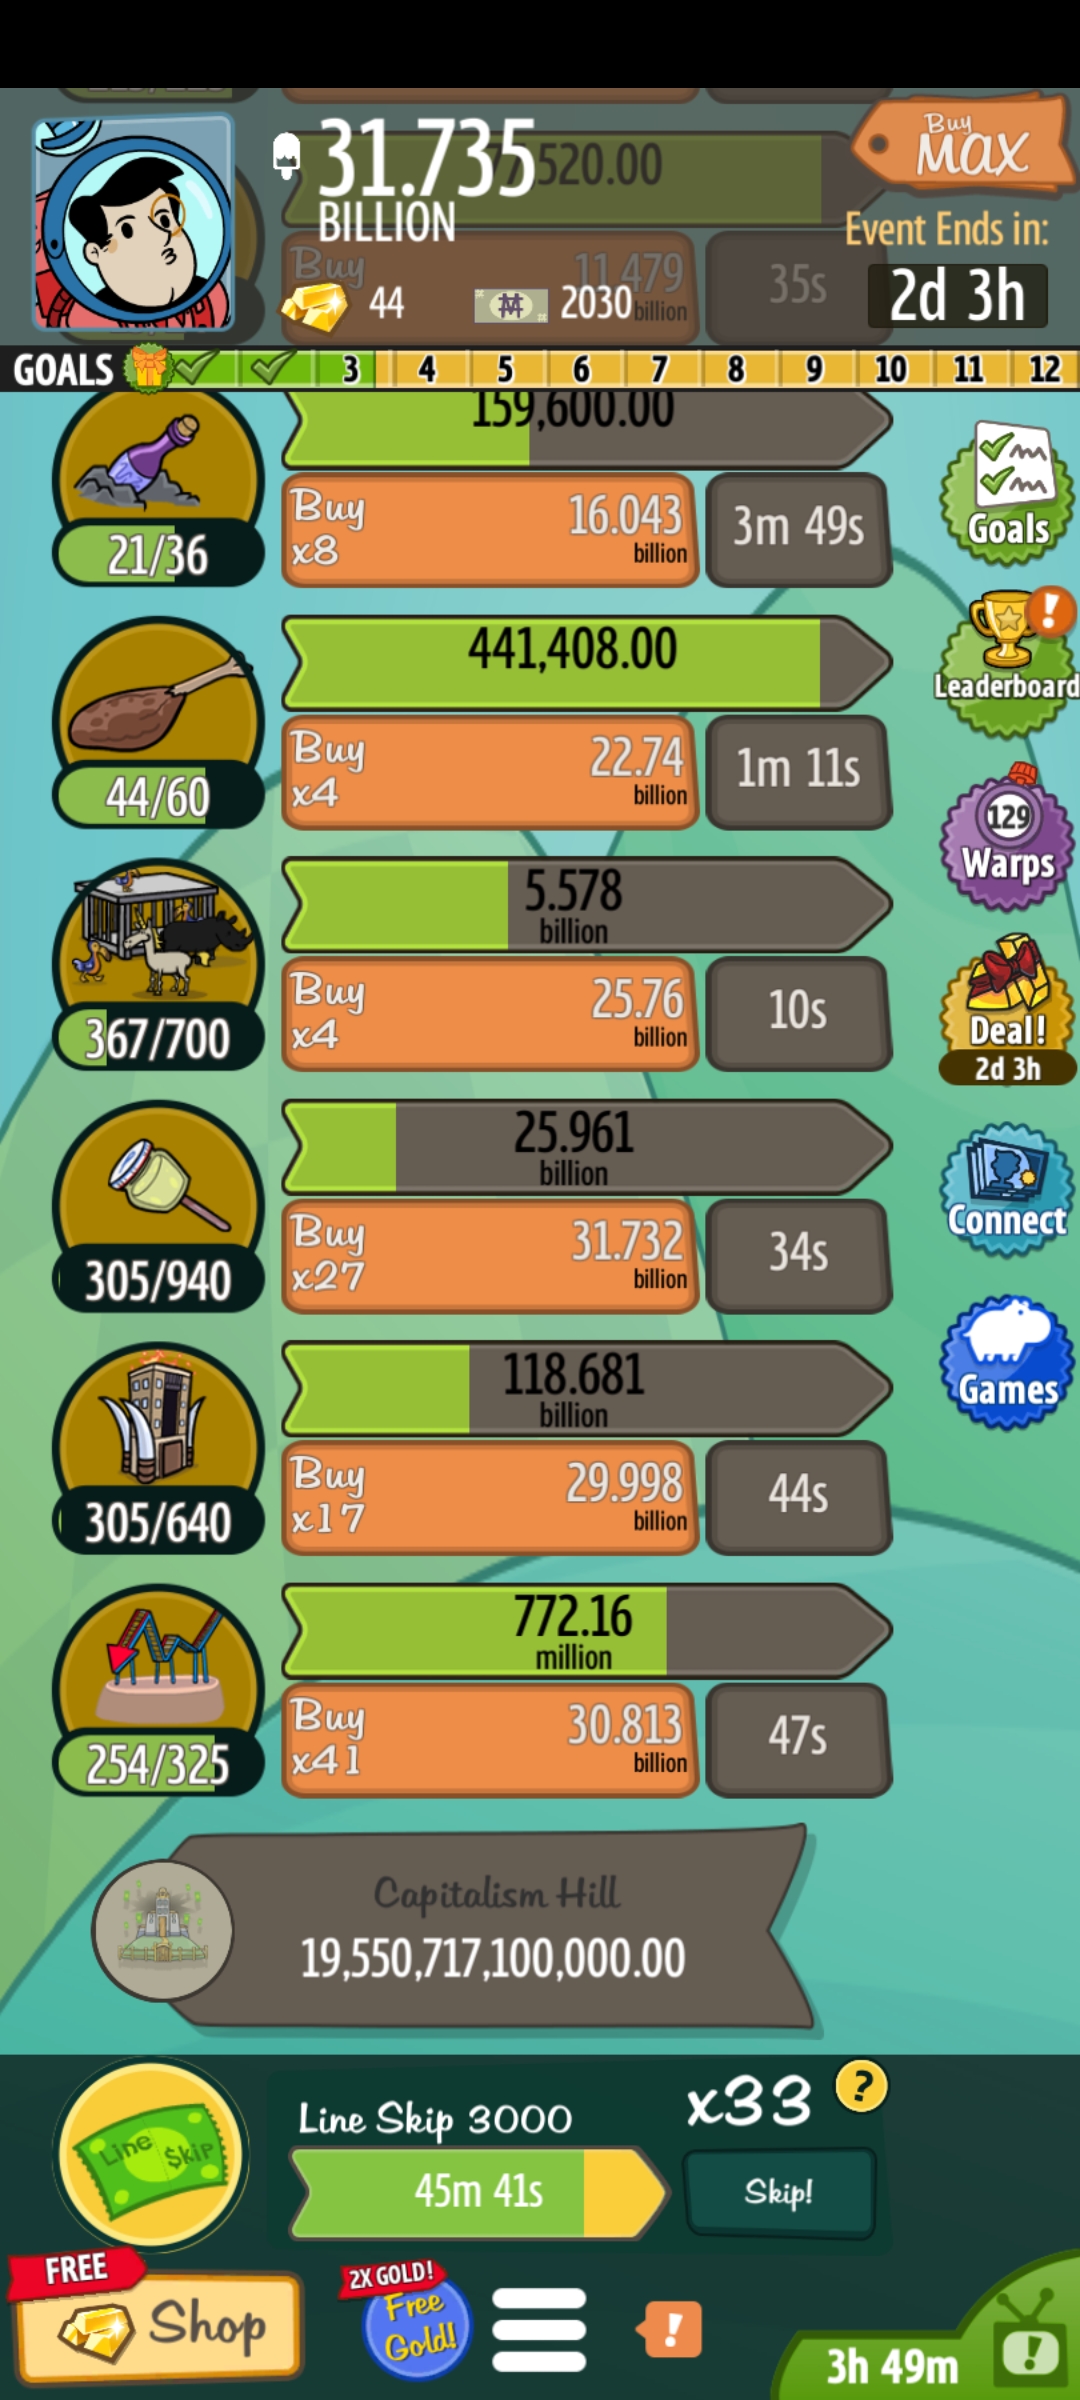 31.735
BILLION
520.00
Buy
MAX
Event Ends in:
2d 3h
44
2030
Buy
11.479
billion
35s
GOALS
3
4
5
6
7
8
9
10
11
12
159,600.00
21/36
Buy
x8
16.043
billion
3m 49s
Goals
441,408.00
44/60
Buy
x4
22.74
billion
1m 11s
!
Leaderboard
129
Warps
5.578
billion
367/700
Buy
x4
25.76
billion
10s
Deal!
2d 3h
25.961
billion
305/940
Buy
x27
31.732
billion
34s
Connect
118.681
billion
305/640
Buy
x17
29.998
billion
44s
Games
772.16
million
254/325
Buy
x41
30.813
billion
47s
Capitalism Hill
19,550,717,100,000.00
Line $kip
Line Skip 3000
x33
?
45m 41s
Skip!
FREE
Shop
2X GOLD!
Free
Gold!
!
3h 49m
!